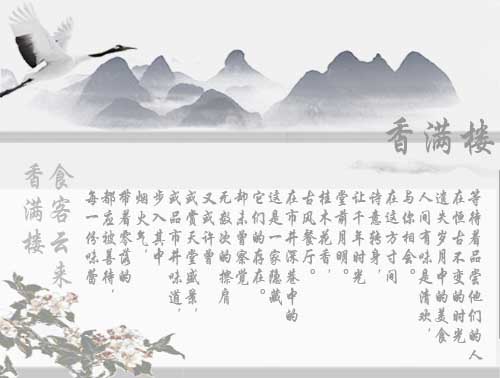 香满楼
香满楼
食客云来
每一份味蕾
都应被善待，
带着零落的
烟火气，
步入其中
或品市井味道，
或赏天堂盛景，
又或许曾
无数次的擦肩
却未曾察觉
它们的存在。
这是一家隐藏
在市井深巷中的
古风餐厅。
桂木花香，
堂前月明。
让千年时光
诗意转身，
在这方寸间
与你相会。
人间有味是清欢，
遗失岁月中的美食
在恒古不变的时光
等待着品尝他们的人